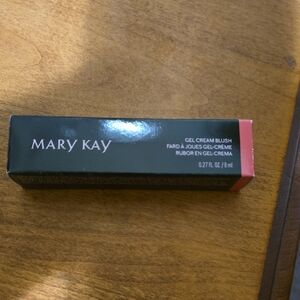 MARY KAY
GEL CREAM BLUSH
FARD À JOUES GEL-CRÈME
RUBOR EN GEL-CREMA
0.27 FL. OZ. / 8 ml